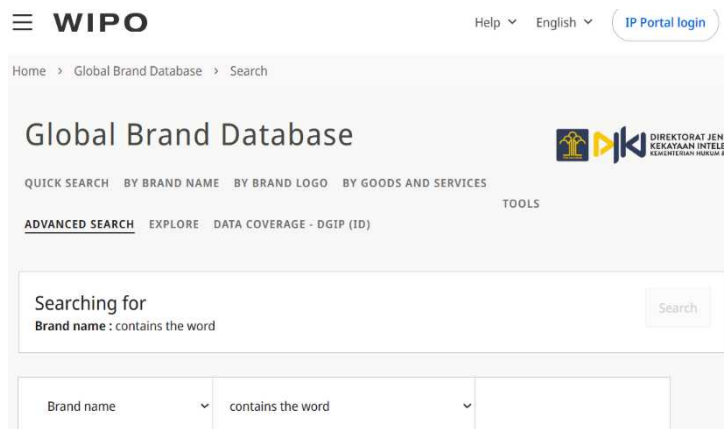 WIPO
Help English IP Portal login
Home > Global Brand Database > Search
Global Brand Database
DIREKTORAT JEN
KEKAYAAN INTELE
KEMENTERIAN HUKUM &
QUICK SEARCH BY BRAND NAME BY BRAND LOGO BY GOODS AND SERVICES
TOOLS
ADVANCED SEARCH EXPLORE DATA COVERAGE - DGIP (ID)
Searching for
Search
Brand name : contains the word
Brand name contains the word